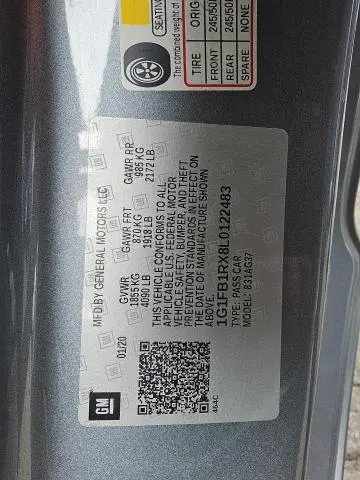 SEATING
The combined weight of
TIRE ORIG
FRONT 245/50
REAR 245/50
SPARE NONE
MFD BY GENERAL MOTORS LLC
01/20 GVWR GAWR FRT GAWR RR
1855 KG 870 KG 985 KG
4090 LB 1918 LB 2172 LB
THIS VEHICLE CONFORMS TO ALL
APPLICABLE U.S. FEDERAL MOTOR
VEHICLE SAFETY, BUMPER, AND THEFT
PREVENTION STANDARDS IN EFFECT ON
THE DATE OF MANUFACTURE SHOWN
ABOVE.
1G1FB1RX8L0122483
TYPE: PASS CAR
MODEL: 831AG37
GM
464C